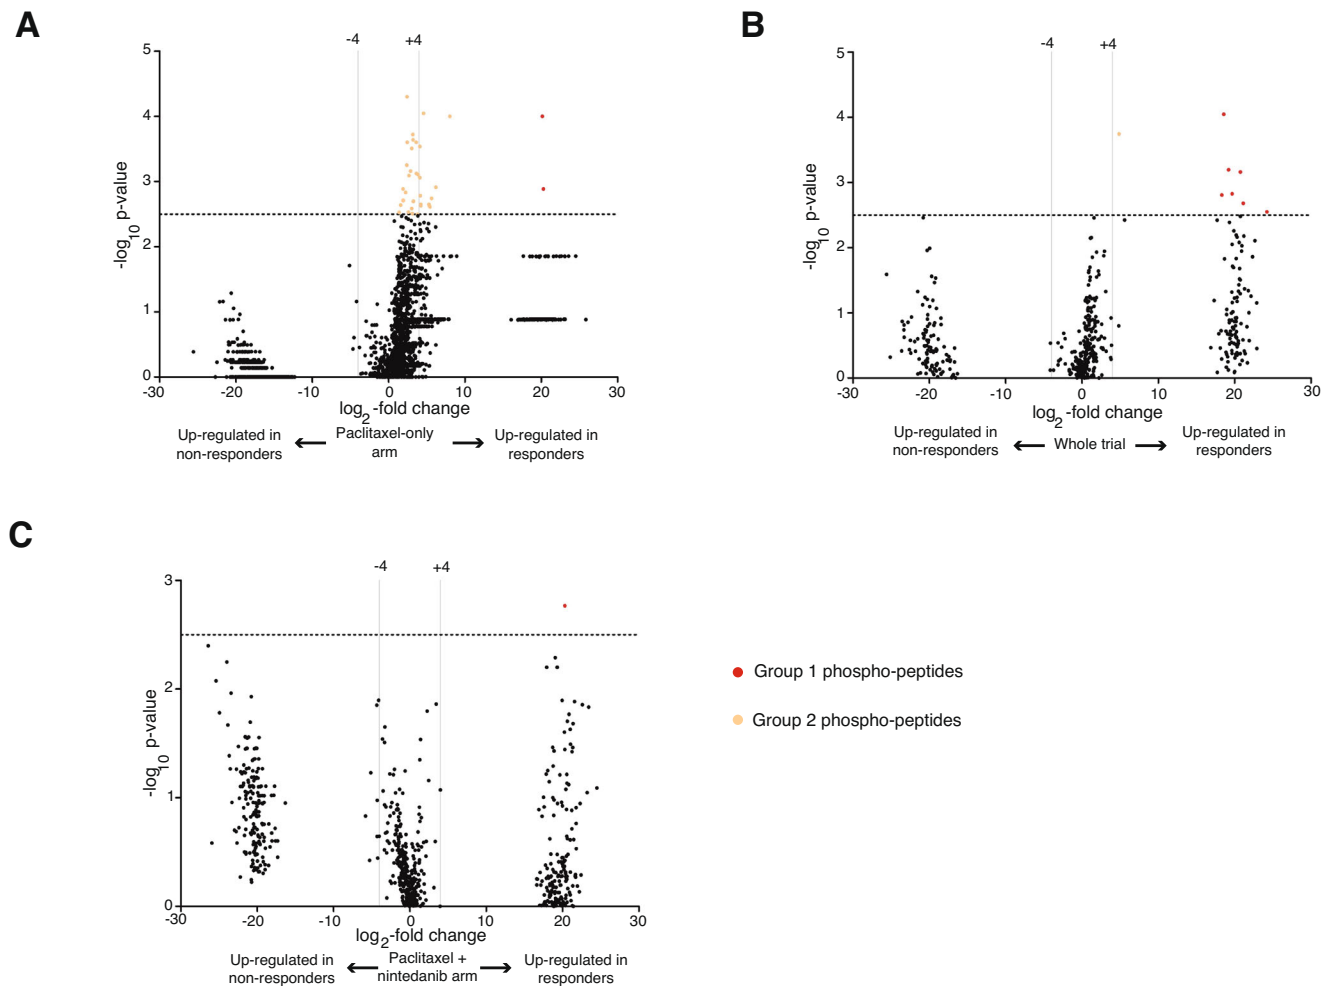 A
-4
+4
5
4
3
2
1
0
-log10 p-value
-30
-20
-10
0
10
20
30
log2-fold change
Up-regulated in
non-responders
Paclitaxel-only
arm
Up-regulated in
responders
B
-4
+4
5
4
3
2
1
0
-log10 p-value
-30
-20
-10
0
10
20
30
log2-fold change
Up-regulated in
non-responders
Whole trial
Up-regulated in
responders
C
-4
+4
3
2
1
0
-log10 p-value
-30
-20
-10
0
10
20
30
log2-fold change
Up-regulated in
non-responders
Paclitaxel +
nintedanib arm
Up-regulated in
responders
Group 1 phospho-peptides
Group 2 phospho-peptides